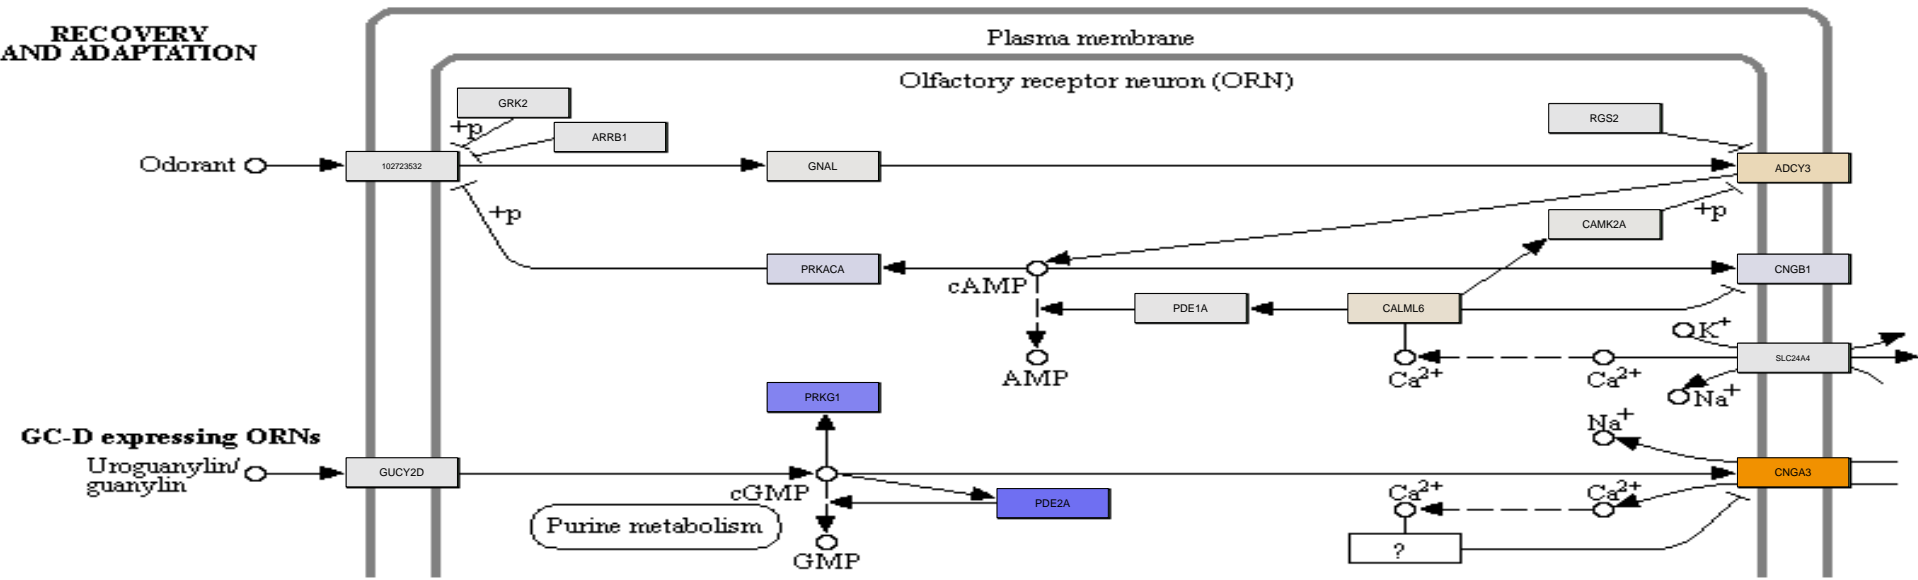 RECOVERY
AND ADAPTATION
Plasma membrane
Olfactory receptor neuron (ORN)
GRK2
+p
ARRB1
RGS2
Odorant
102723532
GNAL
ADCY3
+p
CAMK2A
+p
PRKACA
cAMP
CNGB1
PDE1A
CALML6
K+
SLC24A4
AMP
Ca2+
Ca2+
Na+
PRKG1
Na+
GC-D expressing ORNs
Uroguanylin/
guanylin
GUCY2D
CNGA3
cGMP
PDE2A
Ca2+
Ca2+
Purine metabolism
?
GMP